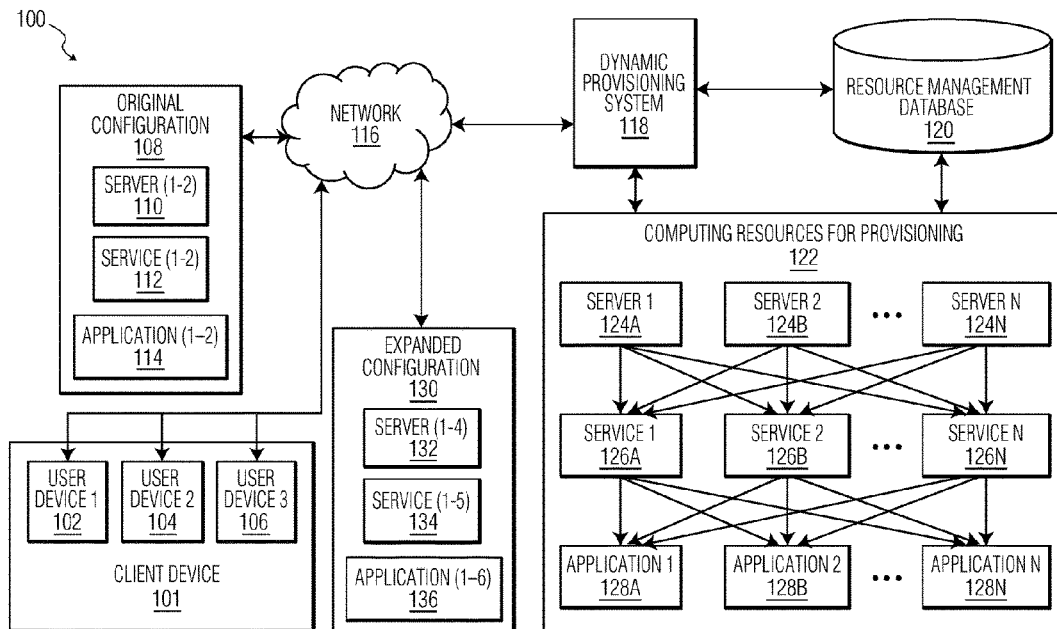 100
ORIGINAL
CONFIGURATION
108
SERVER (1-2)
110
SERVICE (1-2)
112
APPLICATION (1-2)
114
NETWORK
116
DYNAMIC
PROVISIONING
SYSTEM
118
RESOURCE MANAGEMENT
DATABASE
120
USER
DEVICE 1
102
USER
DEVICE 2
104
USER
DEVICE 3
106
CLIENT DEVICE
101
EXPANDED
CONFIGURATION
130
SERVER (1-4)
132
SERVICE (1-5)
134
APPLICATION (1-6)
136
COMPUTING RESOURCES FOR PROVISIONING
122
SERVER 1
124A
SERVER 2
124B
•••
SERVER N
124N
SERVICE 1
126A
SERVICE 2
126B
•••
SERVICE N
126N
APPLICATION 1
128A
APPLICATION 2
128B
•••
APPLICATION N
128N